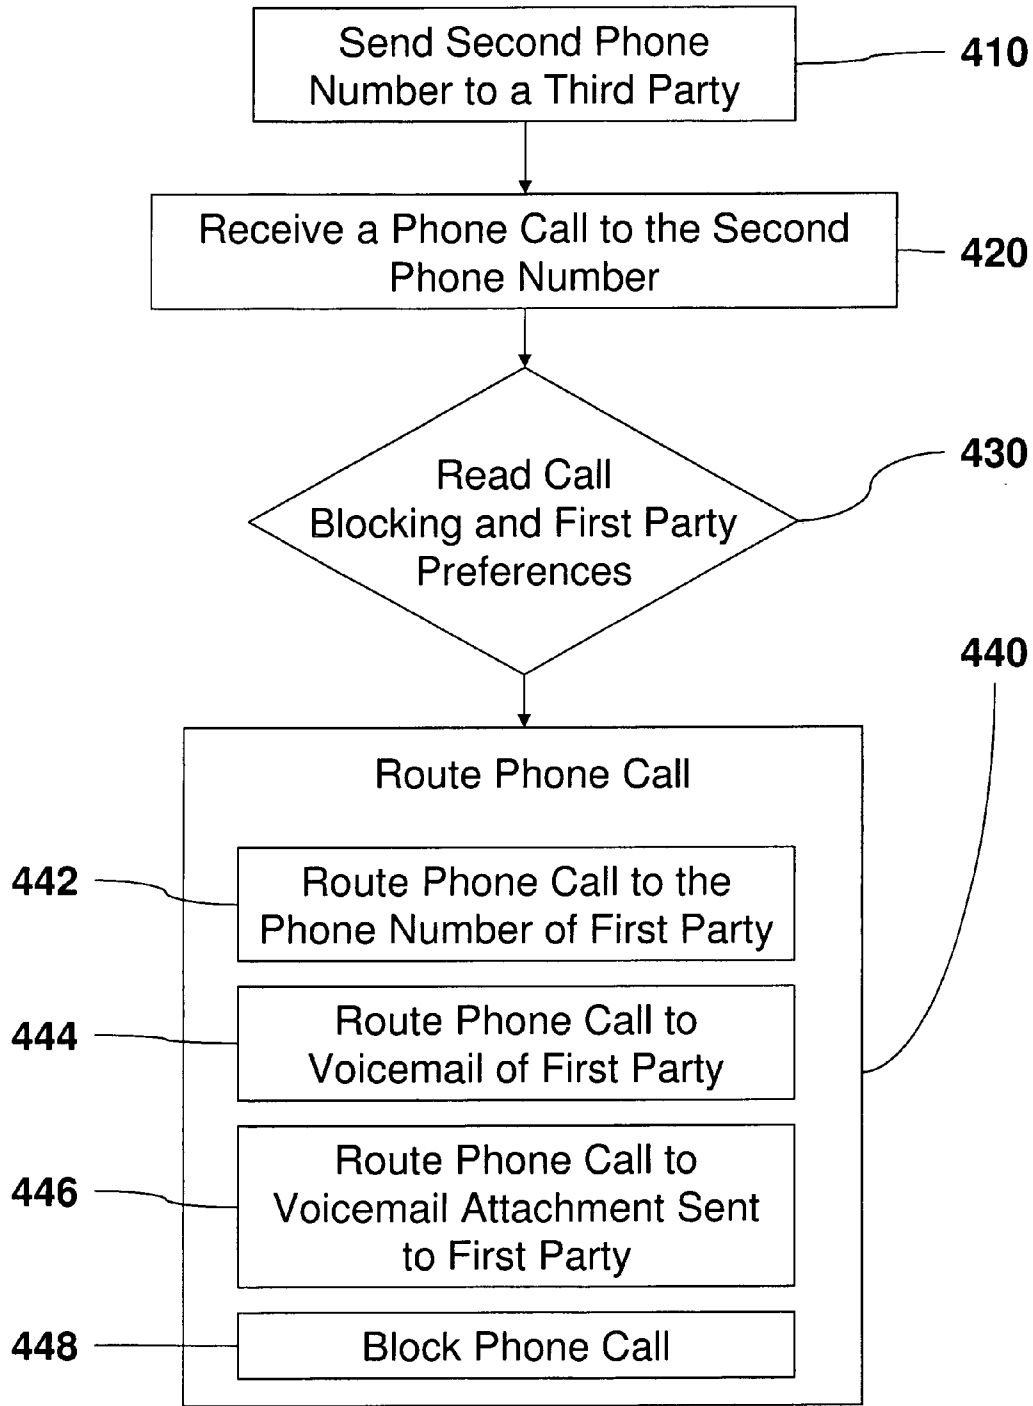 Send Second Phone
Number to a Third Party
410
Receive a Phone Call to the Second
Phone Number
420
Read Call
Blocking and First Party
Preferences
430
440
Route Phone Call
442
Route Phone Call to the
Phone Number of First Party
444
Route Phone Call to
Voicemail of First Party
446
Route Phone Call to
Voicemail Attachment Sent
to First Party
448
Block Phone Call